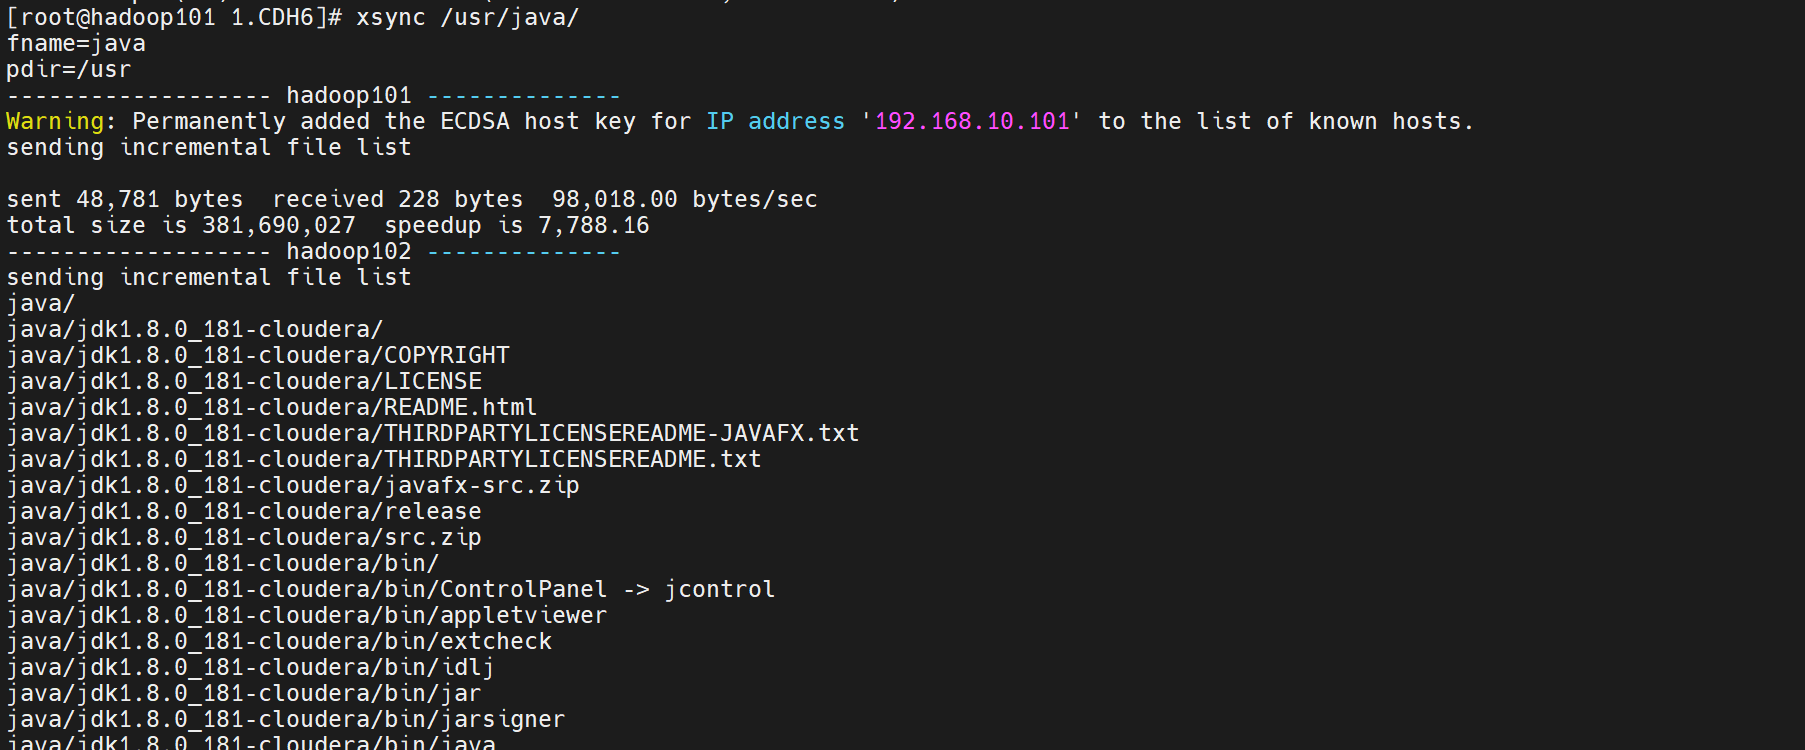 [root@hadoop101 1.CDH6]# xsync /usr/java/
fname=java
pdir=/usr
------------------- hadoop101 --------------
Warning: Permanently added the ECDSA host key for IP address '192.168.10.101' to the list of known hosts.
sending incremental file list
sent 48,781 bytes  received 228 bytes  98,018.00 bytes/sec
total size is 381,690,027  speedup is 7,788.16
------------------- hadoop102 --------------
sending incremental file list
java/
java/jdk1.8.0_181-cloudera/
java/jdk1.8.0_181-cloudera/COPYRIGHT
java/jdk1.8.0_181-cloudera/LICENSE
java/jdk1.8.0_181-cloudera/README.html
java/jdk1.8.0_181-cloudera/THIRDPARTYLICENSEREADME-JAVAFX.txt
java/jdk1.8.0_181-cloudera/THIRDPARTYLICENSEREADME.txt
java/jdk1.8.0_181-cloudera/javafx-src.zip
java/jdk1.8.0_181-cloudera/release
java/jdk1.8.0_181-cloudera/src.zip
java/jdk1.8.0_181-cloudera/bin/
java/jdk1.8.0_181-cloudera/bin/ControlPanel -> jcontrol
java/jdk1.8.0_181-cloudera/bin/appletviewer
java/jdk1.8.0_181-cloudera/bin/extcheck
java/jdk1.8.0_181-cloudera/bin/idlj
java/jdk1.8.0_181-cloudera/bin/jar
java/jdk1.8.0_181-cloudera/bin/jarsigner
java/jdk1.8.0_181-cloudera/bin/java